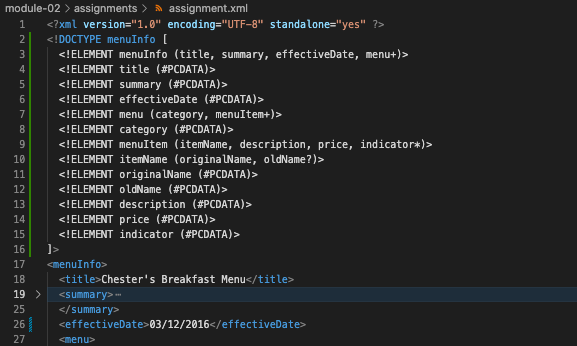 module-02 > assignments > assignment.xml
1 <?xml version="1.0" encoding="UTF-8" standalone="yes" ?>
2 <!DOCTYPE menuInfo [
3 <!ELEMENT menuInfo (title, summary, effectiveDate, menu+)>
4 <!ELEMENT title (#PCDATA)>
5 <!ELEMENT summary (#PCDATA)>
6 <!ELEMENT effectiveDate (#PCDATA)>
7 <!ELEMENT menu (category, menuItem+)>
8 <!ELEMENT category (#PCDATA)>
9 <!ELEMENT menuItem (itemName, description, price, indicator*)>
10 <!ELEMENT itemName (originalName, oldName?)>
11 <!ELEMENT originalName (#PCDATA)>
12 <!ELEMENT oldName (#PCDATA)>
13 <!ELEMENT description (#PCDATA)>
14 <!ELEMENT price (#PCDATA)>
15 <!ELEMENT indicator (#PCDATA)>
16 ]>
17 <menuInfo>
18 <title>Chester's Breakfast Menu</title>
19 > <summary>⋯
25 </summary>
26 <effectiveDate>03/12/2016</effectiveDate>
27 <menu>